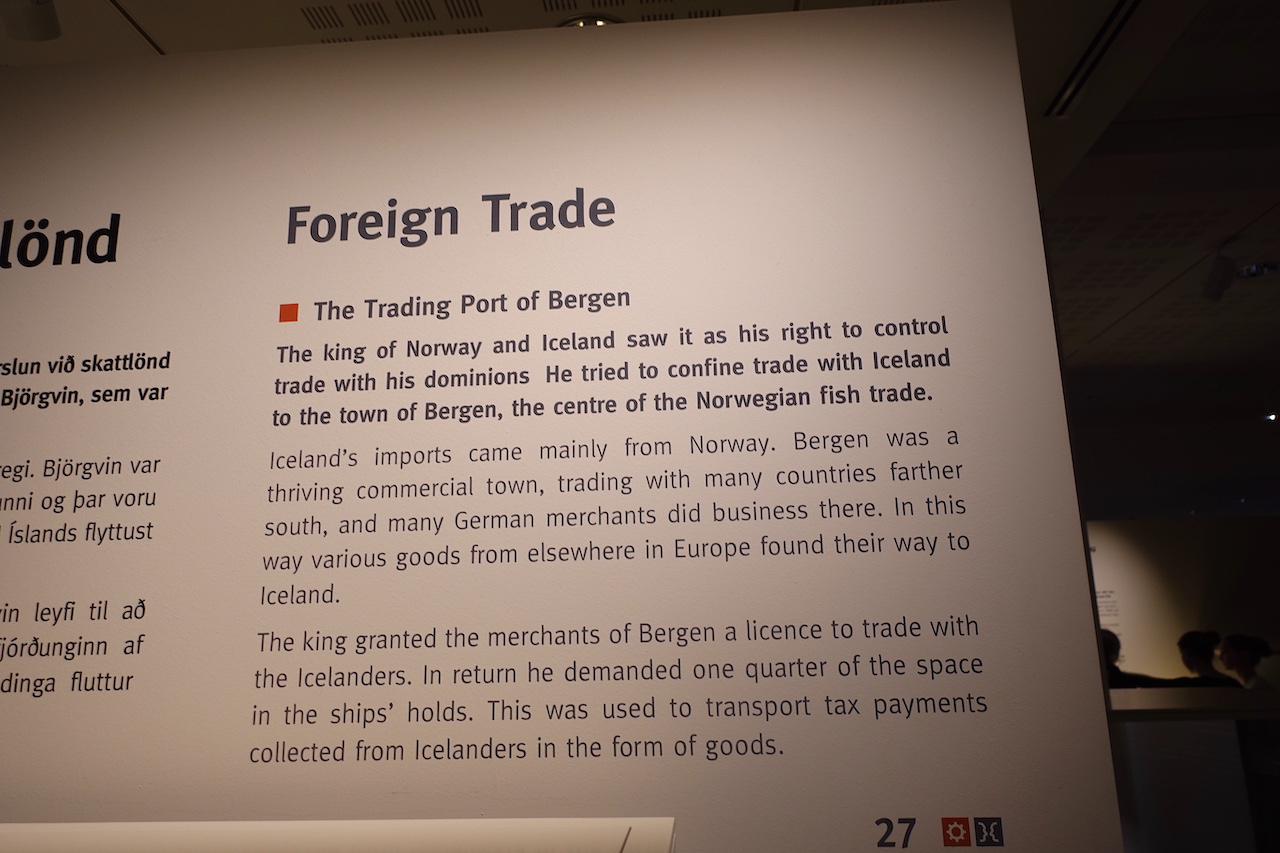 lönd
rslun við skattlönd
Björgvin, sem var
egi. Björgvin var
nni og þar voru
Íslands flyttust
in leyfi til að
jórðunginn af
dinga fluttur
Foreign Trade
The Trading Port of Bergen
The king of Norway and Iceland saw it as his right to control
trade with his dominions He tried to confine trade with Iceland
to the town of Bergen, the centre of the Norwegian fish trade.
Iceland's imports came mainly from Norway. Bergen was a
thriving commercial town, trading with many countries farther
south, and many German merchants did business there. In this
way various goods from elsewhere in Europe found their way to
Iceland.
The king granted the merchants of Bergen a licence to trade with
the Icelanders. In return he demanded one quarter of the space
in the ships' holds. This was used to transport tax payments
collected from Icelanders in the form of goods.
27